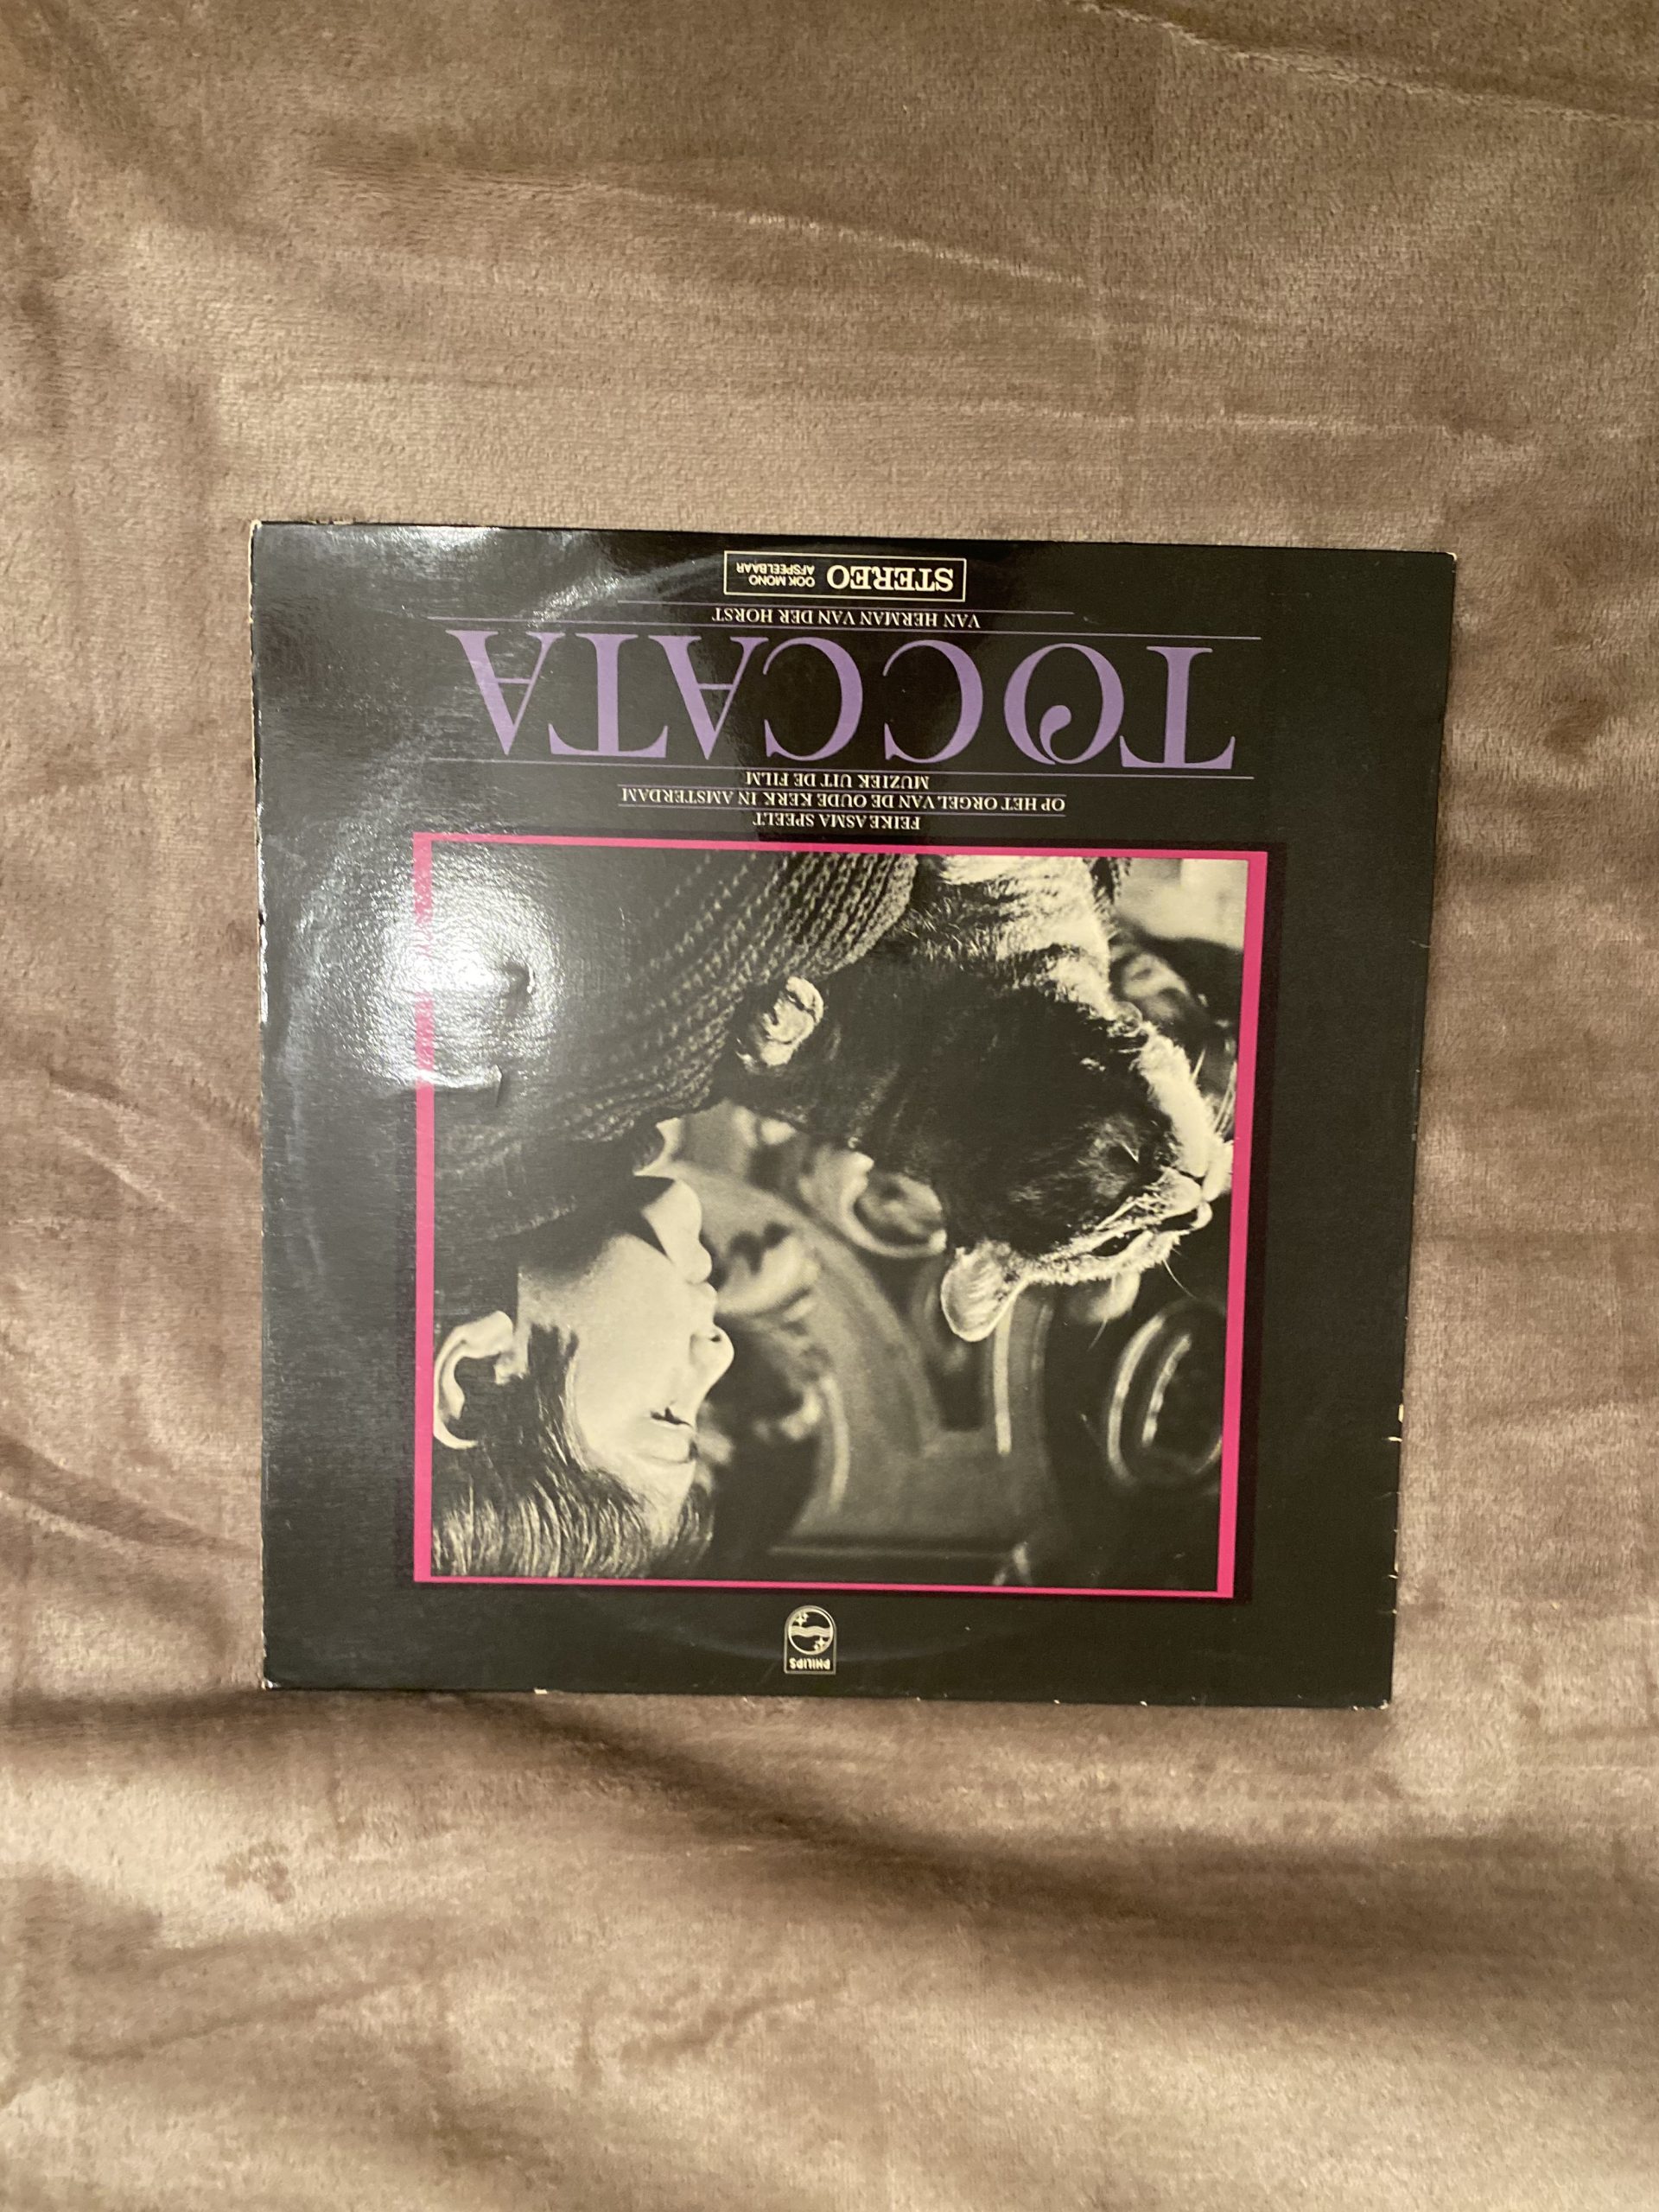 PHILIPS
FEIKE ASMA SPEELT
OP HET ORGEL VAN DE OUDE KERK IN AMSTERDAM
MUZIEK UIT DE FILM
TOCCATA
VAN HERMAN VAN DER HORST
STEREO OOK MONO
AFSPEELBAAR